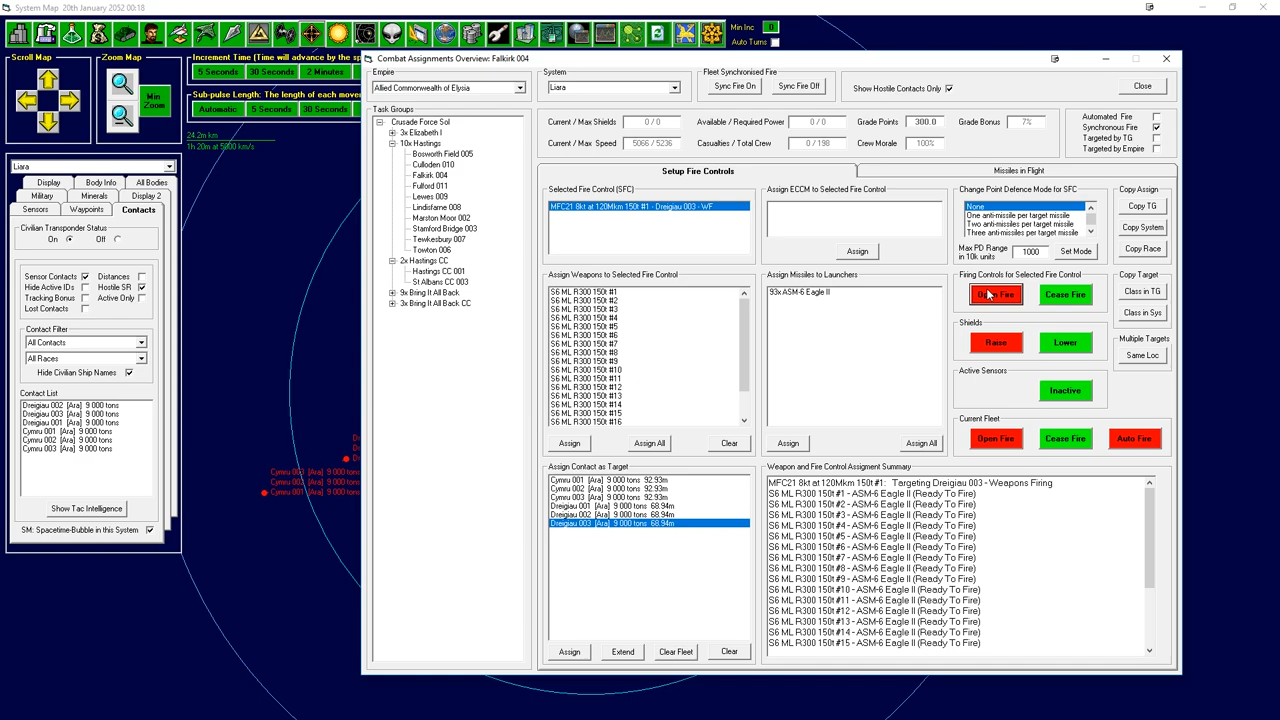 System Map  20th January 2052 00:18
Min Inc
0
Auto Turns
Scroll Map
Zoom Map
Min Zoom
Increment Time (Time will advance by the sp
5 Seconds
30 Seconds
2 Minutes
Sub-pulse Length: The length of each movem
Automatic
5 Seconds
30 Seconds
24.2m km
1h 20m at 5000 km/s
Liara
Display
Body Info
All Bodies
Military
Minerals
Display 2
Sensors
Waypoints
Contacts
Civilian Transponder Status
On
Off
Sensor Contacts
Distances
Hide Active IDs
Hostile SR
Tracking Bonus
Active Only
Lost Contacts
Contact Filter
All Contacts
All Races
Hide Civilian Ship Names
Contact List
Dreigiau 002  [Ara]  9 000 tons
Dreigiau 003  [Ara]  9 000 tons
Dreigiau 001  [Ara]  9 000 tons
Cymru 001  [Ara]  9 000 tons
Cymru 002  [Ara]  9 000 tons
Cymru 003  [Ara]  9 000 tons
Show Tac Intelligence
SM: Spacetime-Bubble in this System
Cymru 003  [Ara]  9 000 tons
Cymru 001  [Ara]  9 000 tons
Combat Assignments Overview: Falkirk 004
Empire
Allied Commonwealth of Elysia
System
Liara
Fleet Synchronised Fire
Sync Fire On
Sync Fire Off
Show Hostile Contacts Only
Close
Task Groups
Crusade Force Sol
3x Elizabeth I
10x Hastings
Bosworth Field 005
Culloden 010
Falkirk 004
Fulford 011
Lewes 009
Lindisfarne 008
Marston Moor 002
Stamford Bridge 003
Tewkesbury 007
Towton 006
2x Hastings CC
Hastings CC 001
St Albans CC 003
9x Bring It All Back
3x Bring It All Back CC
Current / Max Shields
0 / 0
Available / Required Power
0 / 0
Grade Points
300.0
Grade Bonus
7%
Current / Max Speed
5066 / 5236
Casualties / Total Crew
0 / 198
Crew Morale
100%
Automated Fire
Synchronous Fire
Targeted by TG
Targeted by Empire
Setup Fire Controls
Missiles in Flight
Selected Fire Control (SFC)
MFC21 8kt at 120Mkm 150t #1 - Dreigiau 003 - WF
Assign ECCM to Selected Fire Control
Assign
Change Point Defence Mode for SFC
None
One anti-missile per target missile
Two anti-missiles per target missile
Three anti-missiles per target missile
Max PD Range in 10k units
1000
Set Mode
Copy Assign
Copy TG
Copy System
Copy Race
Assign Weapons to Selected Fire Control
S6 ML R300 150t #1
S6 ML R300 150t #2
S6 ML R300 150t #3
S6 ML R300 150t #4
S6 ML R300 150t #5
S6 ML R300 150t #6
S6 ML R300 150t #7
S6 ML R300 150t #8
S6 ML R300 150t #9
S6 ML R300 150t #10
S6 ML R300 150t #11
S6 ML R300 150t #12
S6 ML R300 150t #13
S6 ML R300 150t #14
S6 ML R300 150t #15
S6 ML R300 150t #16
Assign
Assign All
Clear
Assign Missiles to Launchers
93x ASM-6 Eagle II
Assign
Assign All
Firing Controls for Selected Fire Control
Open Fire
Cease Fire
Shields
Raise
Lower
Active Sensors
Inactive
Current Fleet
Open Fire
Cease Fire
Auto Fire
Copy Target
Class in TG
Class in Sys
Multiple Targets
Same Loc
Assign Contact as Target
Cymru 001  [Ara]  9 000 tons  92.93m
Cymru 002  [Ara]  9 000 tons  92.93m
Cymru 003  [Ara]  9 000 tons  92.93m
Dreigiau 001  [Ara]  9 000 tons  68.94m
Dreigiau 002  [Ara]  9 000 tons  68.94m
Dreigiau 003  [Ara]  9 000 tons  68.94m
Assign
Extend
Clear Fleet
Clear
Weapon and Fire Control Assignment Summary
MFC21 8kt at 120Mkm 150t #1:  Targeting Dreigiau 003 - Weapons Firing
S6 ML R300 150t #1 - ASM-6 Eagle II (Ready To Fire)
S6 ML R300 150t #2 - ASM-6 Eagle II (Ready To Fire)
S6 ML R300 150t #3 - ASM-6 Eagle II (Ready To Fire)
S6 ML R300 150t #4 - ASM-6 Eagle II (Ready To Fire)
S6 ML R300 150t #5 - ASM-6 Eagle II (Ready To Fire)
S6 ML R300 150t #6 - ASM-6 Eagle II (Ready To Fire)
S6 ML R300 150t #7 - ASM-6 Eagle II (Ready To Fire)
S6 ML R300 150t #8 - ASM-6 Eagle II (Ready To Fire)
S6 ML R300 150t #9 - ASM-6 Eagle II (Ready To Fire)
S6 ML R300 150t #10 - ASM-6 Eagle II (Ready To Fire)
S6 ML R300 150t #11 - ASM-6 Eagle II (Ready To Fire)
S6 ML R300 150t #12 - ASM-6 Eagle II (Ready To Fire)
S6 ML R300 150t #13 - ASM-6 Eagle II (Ready To Fire)
S6 ML R300 150t #14 - ASM-6 Eagle II (Ready To Fire)
S6 ML R300 150t #15 - ASM-6 Eagle II (Ready To Fire)